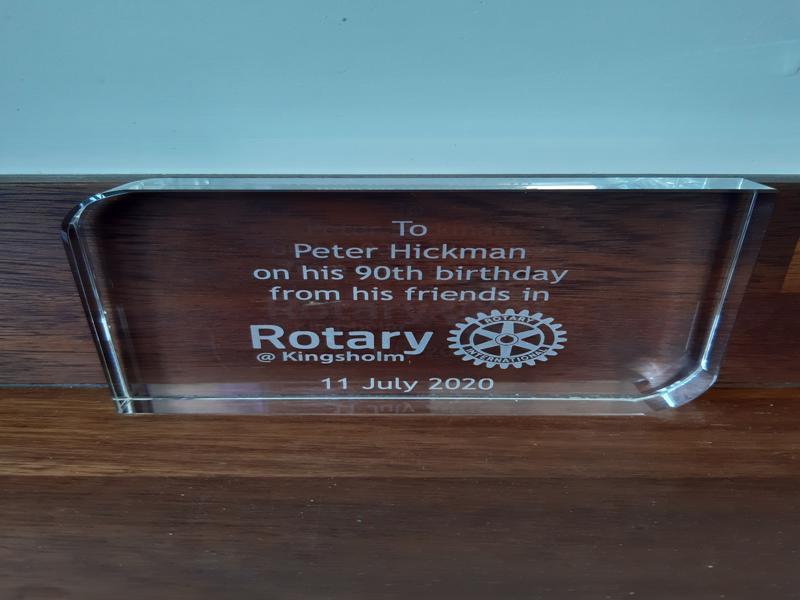 To
Peter Hickman
on his 90th birthday
from his friends in
Rotary
@ Kingsholm
ROTARY
INTERNATIONAL
11 July 2020